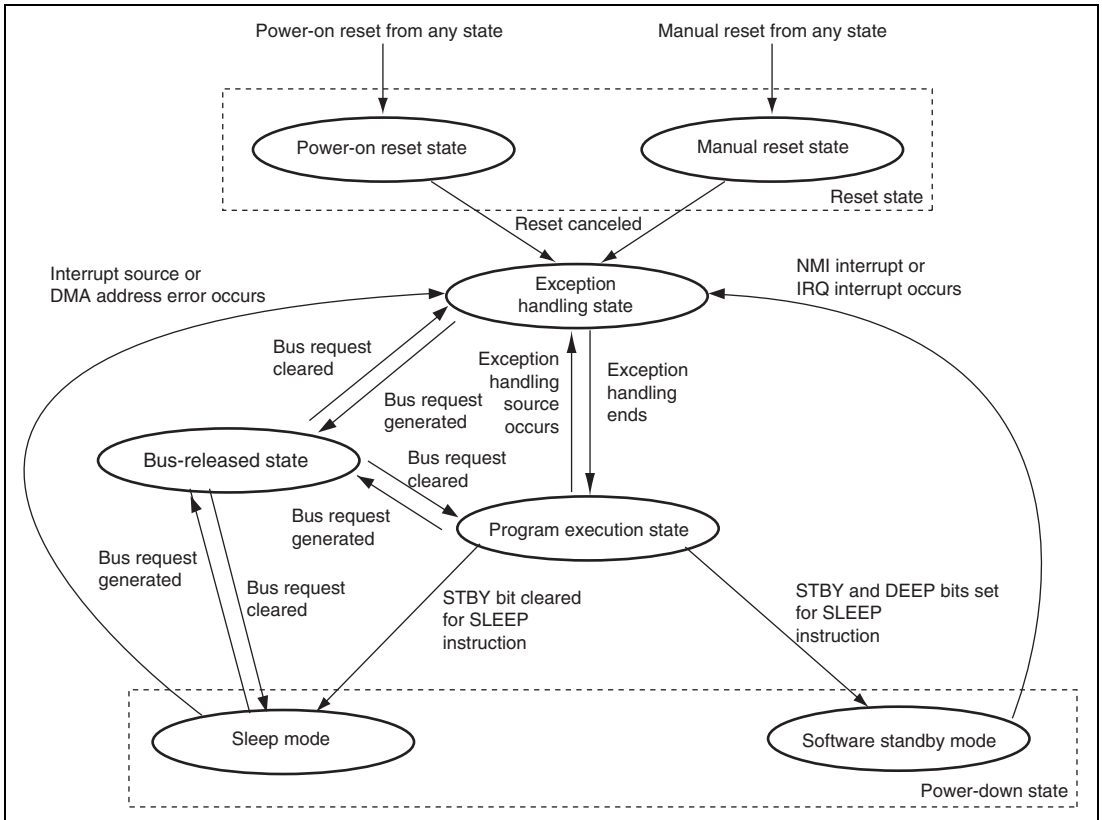 Power-on reset from any state
Manual reset from any state
Power-on reset state
Manual reset state
Reset state
Reset canceled
Interrupt source or
DMA address error occurs
Exception
handling state
NMI interrupt or
IRQ interrupt occurs
Bus request
cleared
Bus request
generated
Exception
handling
source
occurs
Exception
handling
ends
Bus-released state
Bus request
cleared
Bus request
generated
Program execution state
Bus request
generated
Bus request
cleared
STBY bit cleared
for SLEEP
instruction
STBY and DEEP bits set
for SLEEP
instruction
Sleep mode
Software standby mode
Power-down state